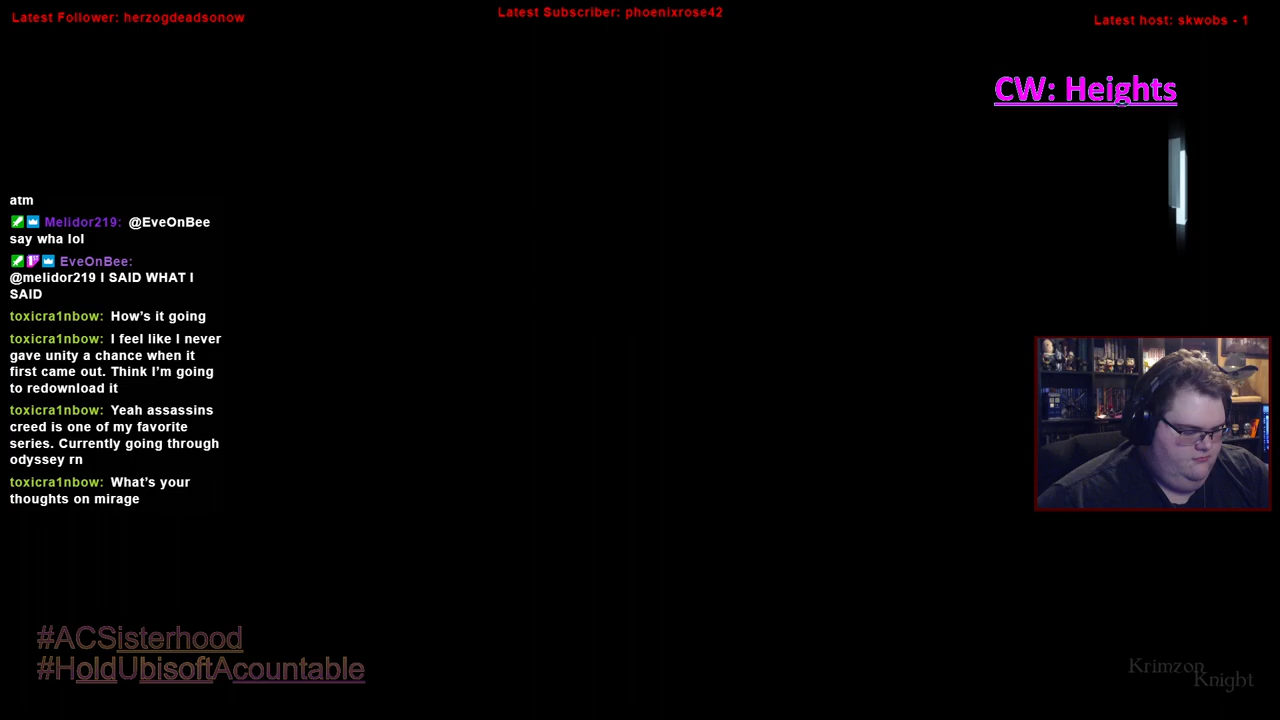 Latest Follower: herzogdeadsonow
Latest Subscriber: phoenixrose42
Latest host: skwobs - 1
CW: Heights
atm
Melidor219: @EveOnBee
say wha lol
EveOnBee:
@melidor219 I SAID WHAT I
SAID
toxicra1nbow: How's it going
toxicra1nbow: I feel like I never
gave unity a chance when it
first came out. Think I'm going
to redownload it
toxicra1nbow: Yeah assassins
creed is one of my favorite
series. Currently going through
odyssey rn
toxicra1nbow: What's your
thoughts on mirage
#ACSisterhood
#HoldUbisoftAcountable
Krimzon
Knight